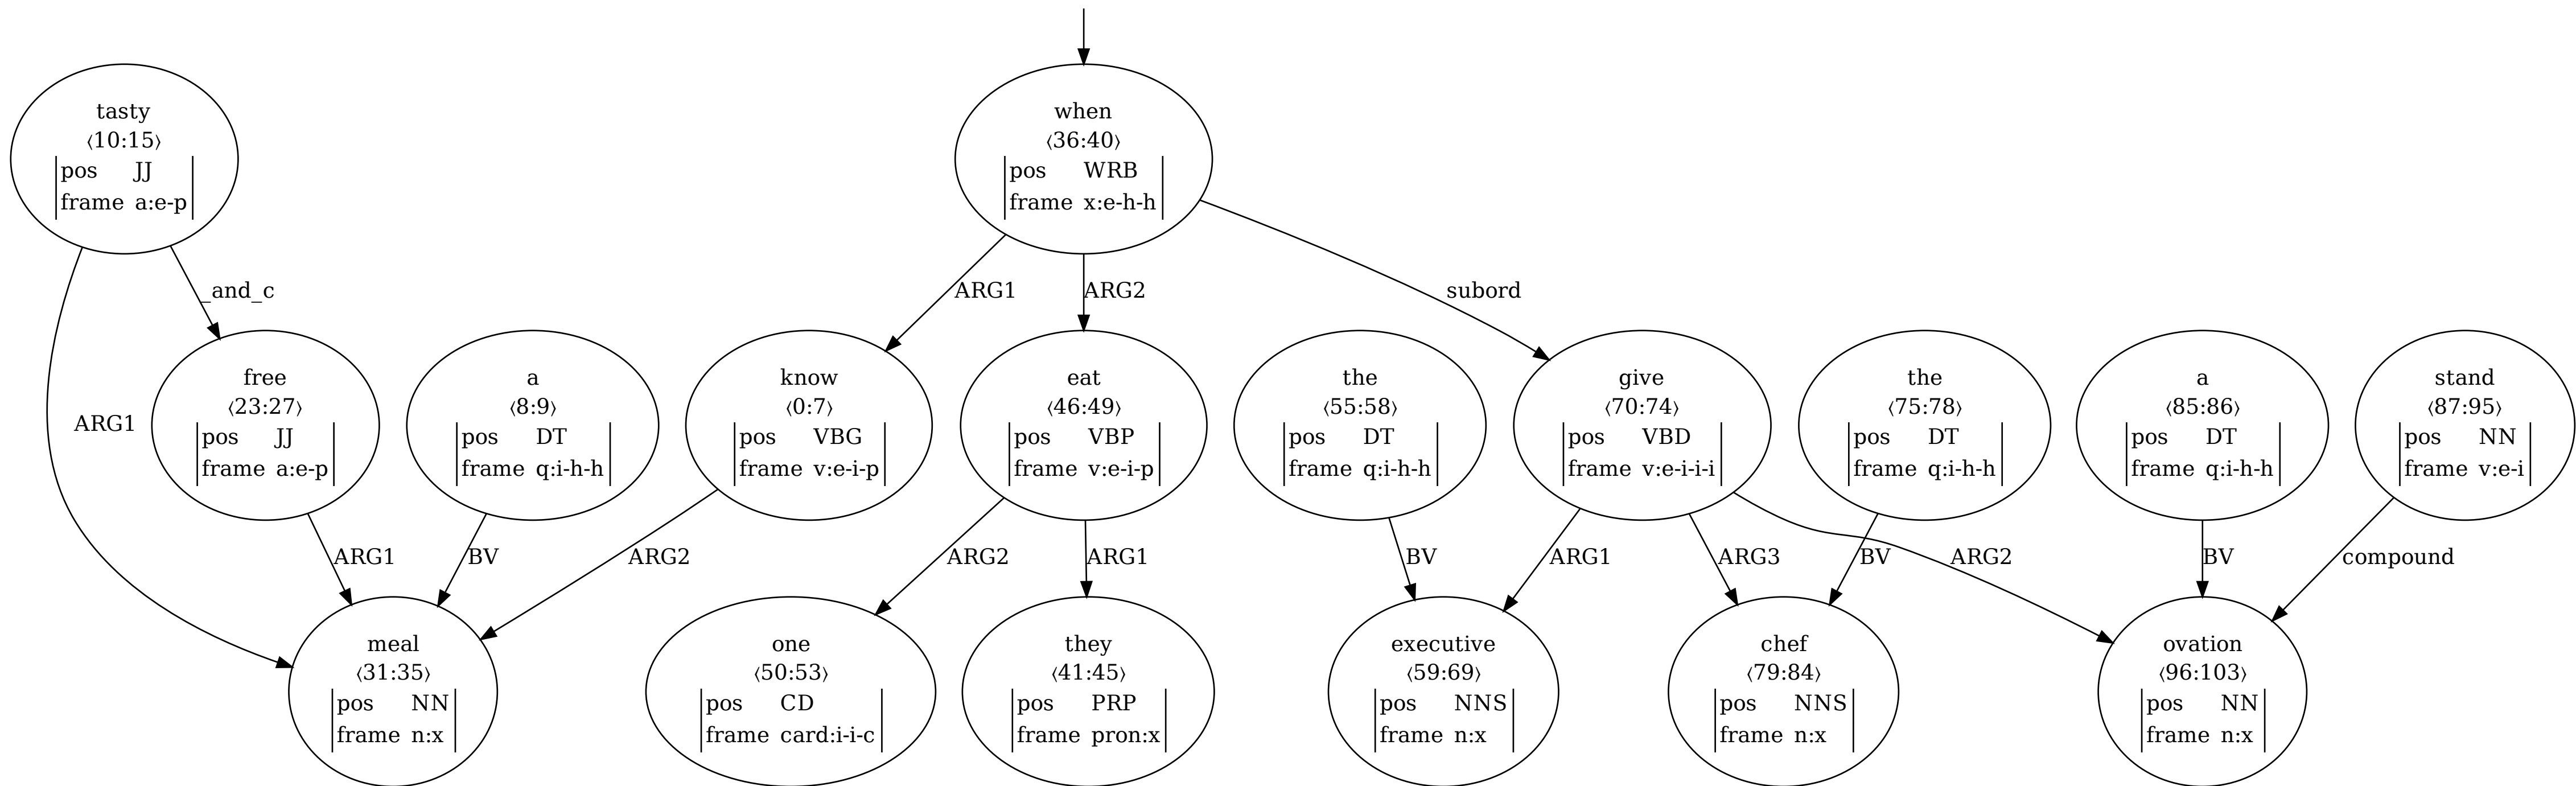 tasty
⟨10:15⟩
pos JJ
frame a:e-p
when
⟨36:40⟩
pos WRB
frame x:e-h-h
_and_c
ARG1
ARG2
subord
ARG1
free
⟨23:27⟩
pos JJ
frame a:e-p
a
⟨8:9⟩
pos DT
frame q:i-h-h
know
⟨0:7⟩
pos VBG
frame v:e-i-p
eat
⟨46:49⟩
pos VBP
frame v:e-i-p
the
⟨55:58⟩
pos DT
frame q:i-h-h
give
⟨70:74⟩
pos VBD
frame v:e-i-i-i
the
⟨75:78⟩
pos DT
frame q:i-h-h
a
⟨85:86⟩
pos DT
frame q:i-h-h
stand
⟨87:95⟩
pos NN
frame v:e-i
ARG1
BV
ARG2
ARG2
ARG1
BV
ARG1
ARG3
BV
ARG2
BV
compound
meal
⟨31:35⟩
pos NN
frame n:x
one
⟨50:53⟩
pos CD
frame card:i-i-c
they
⟨41:45⟩
pos PRP
frame pron:x
executive
⟨59:69⟩
pos NNS
frame n:x
chef
⟨79:84⟩
pos NNS
frame n:x
ovation
⟨96:103⟩
pos NN
frame n:x